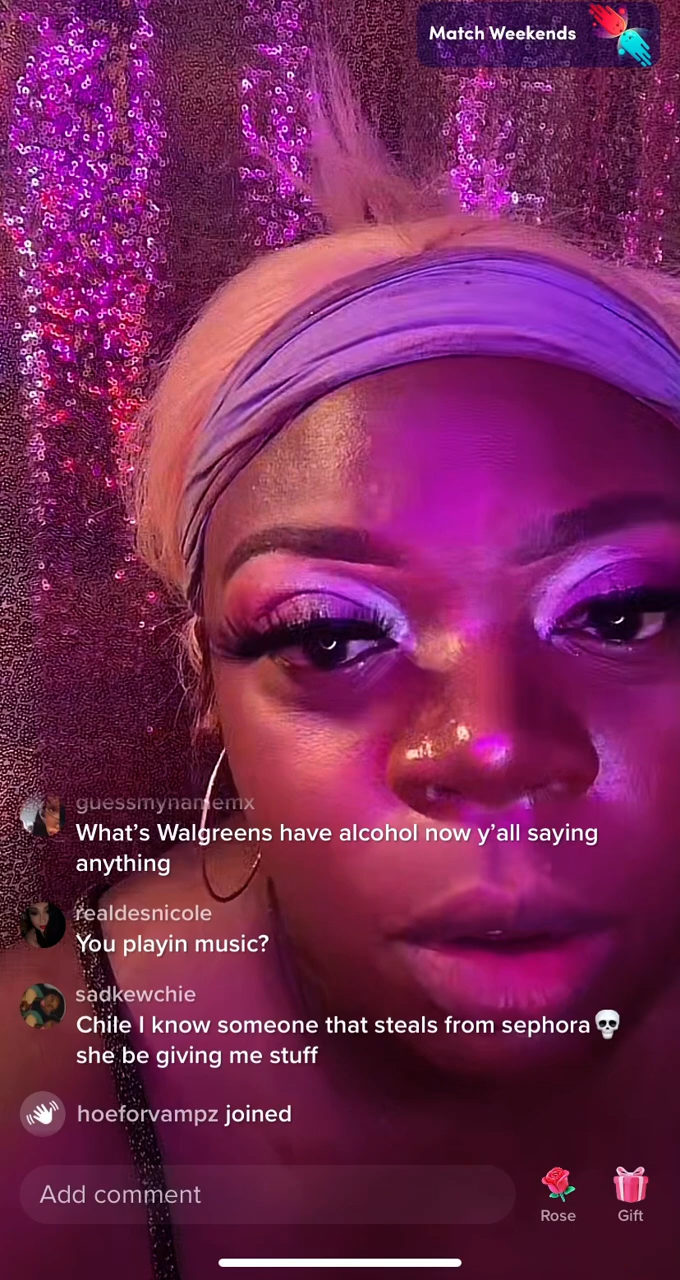 Match Weekends
guessmynamemx
What's Walgreens have alcohol now y'all saying
anything
realdesnicole
You playin music?
sadkewchie
Chile I know someone that steals from sephora💀
she be giving me stuff
hoeforvampz joined
Add comment
Rose
Gift